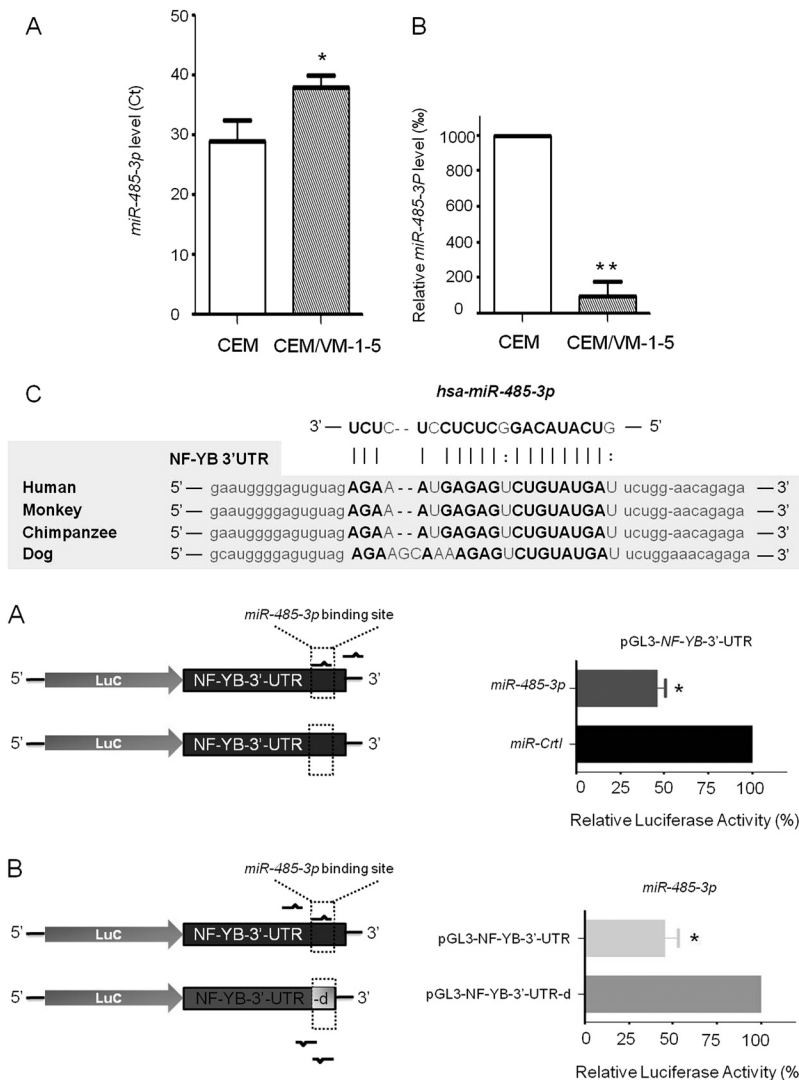 A
B
50
40
30
20
10
0
miR-485-3p level (Ct)
*
CEM
CEM/VM-1-5
1000
800
600
400
200
0
Relative miR-485-3P level (‰)
**
CEM
CEM/VM-1-5
C
hsa-miR-485-3p
3' — UCUC-- UCCUCUCGGACAUACUG — 5'
NF-YB 3'UTR
||| | |||||:||||||||:
Human 5' — gaauggggaguguag AGAA -- AUGAGAGUCUGUAUGAU ucugg-aacagaga — 3'
Monkey 5' — gaauggggaguguag AGAA -- AUGAGAGUCUGUAUGAU ucugg-aacagaga — 3'
Chimpanzee 5' — gaauggggaguguag AGAA -- AUGAGAGUCUGUAUGAU ucugg-aacagaga — 3'
Dog 5' — gcauggggaguguag AGAAGCAAAAGAGUCUGUAUGAU ucuggaaacagaga — 3'
A
miR-485-3p binding site
5' Luc NF-YB-3'-UTR 3'
5' Luc NF-YB-3'-UTR 3'
pGL3-NF-YB-3'-UTR
miR-485-3p
*
miR-Crtl
0 25 50 75 100
Relative Luciferase Activity (%)
B
miR-485-3p binding site
5' Luc NF-YB-3'-UTR 3'
5' Luc NF-YB-3'-UTR -d 3'
miR-485-3p
pGL3-NF-YB-3'-UTR
*
pGL3-NF-YB-3'-UTR-d
0 25 50 75 100
Relative Luciferase Activity (%